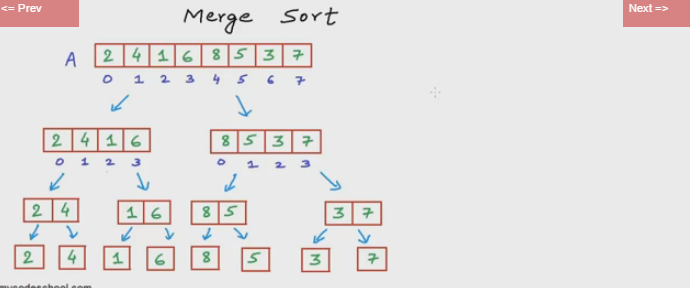 <= Prev
Next =>
Merge Sort
A 2 4 1 6 8 5 3 7
0 1 2 3 4 5 6 7
2 4 1 6 8 5 3 7
0 1 2 3 0 1 2 3
2 4 1 6 8 5 3 7
2 4 1 6 8 5 3 7
mycodeschool.com